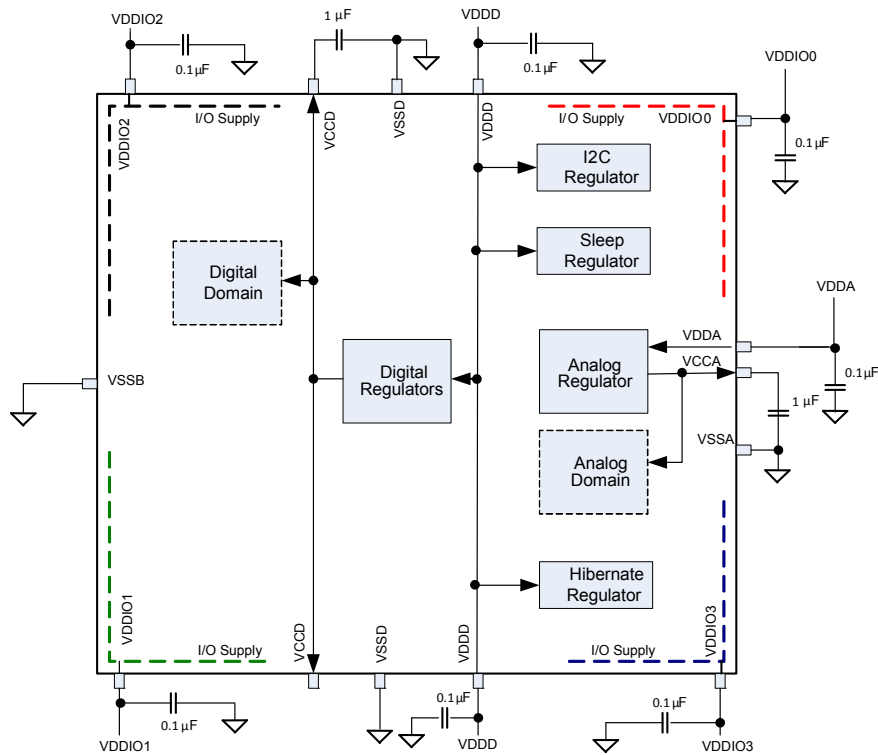 VDDIO2
1 µF
VDDD
0.1 µF
0.1 µF
VDDIO0
0.1 µF
VDDIO2
I/O Supply
VCCD
VSSD
VDDD
I/O Supply
VDDIO0
I2C
Regulator
Sleep
Regulator
Digital
Domain
VDDA
VDDA
Digital
Regulators
Analog
Regulator
VCCA
0.1 µF
1 µF
VSSB
VSSA
Analog
Domain
Hibernate
Regulator
VDDIO1
I/O Supply
VCCD
VSSD
VDDD
I/O Supply
VDDIO3
0.1 µF
0.1 µF
0.1 µF
VDDIO1
VDDD
VDDIO3